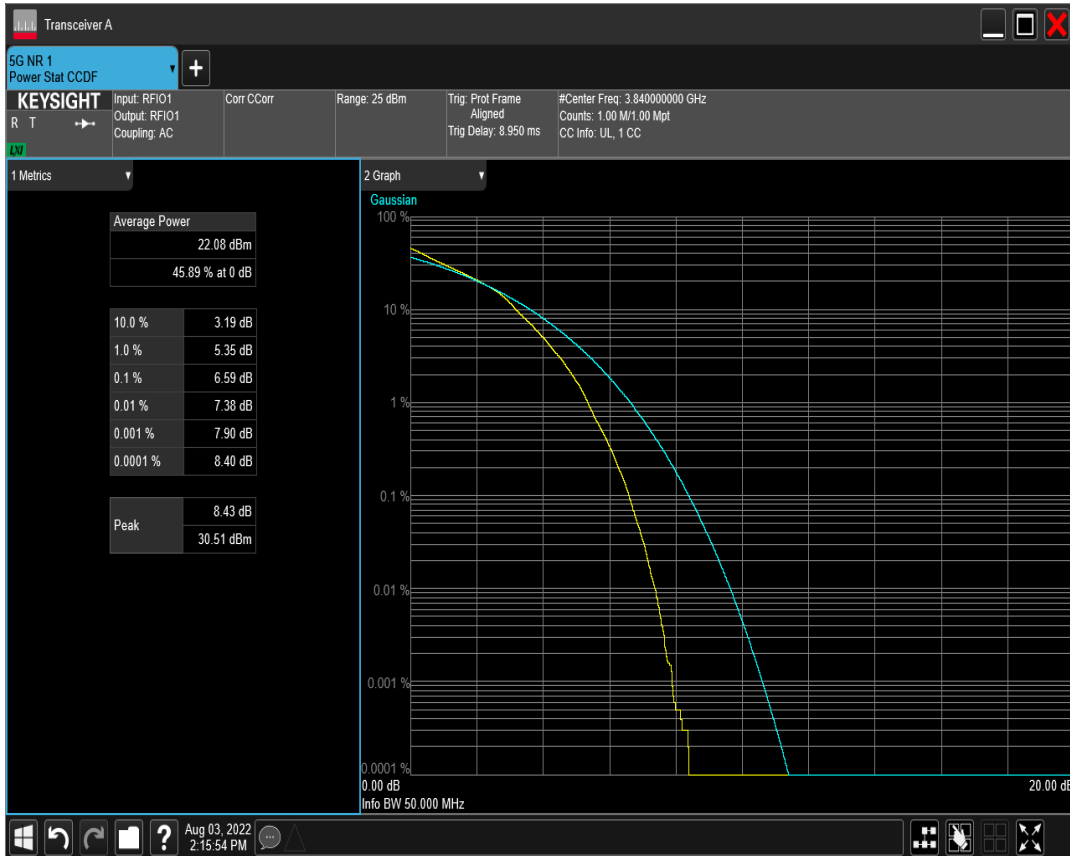 Transceiver A
5G NR 1
Power Stat CCDF
KEYSIGHT
R T
LXI
Input: RFIO1
Output: RFIO1
Coupling: AC
Corr CCorr
Range: 25 dBm
Trig: Prot Frame
Aligned
Trig Delay: 8.950 ms
#Center Freq: 3.840000000 GHz
Counts: 1.00 M/1.00 Mpt
CC Info: UL, 1 CC
1 Metrics
Average Power
22.08 dBm
45.89 % at 0 dB
10.0 % 3.19 dB
1.0 % 5.35 dB
0.1 % 6.59 dB
0.01 % 7.38 dB
0.001 % 7.90 dB
0.0001 % 8.40 dB
Peak
8.43 dB
30.51 dBm
2 Graph
Gaussian
100 %
10 %
1 %
0.1 %
0.01 %
0.001 %
0.0001 %
0.00 dB 20.00 dB
Info BW 50.000 MHz
Aug 03, 2022
2:15:54 PM